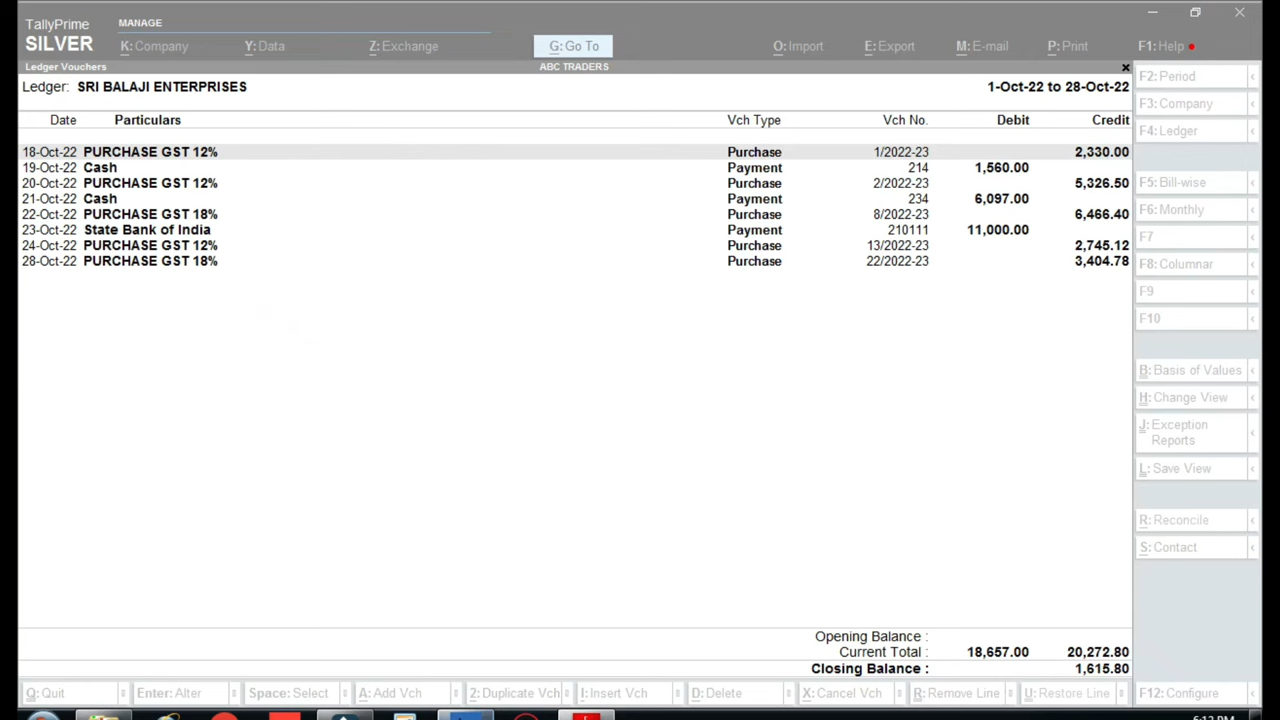 TallyPrime
SILVER
MANAGE
K: Company Y: Data Z: Exchange G: Go To O: Import E: Export M: E-mail P: Print F1: Help
Ledger Vouchers ABC TRADERS
Ledger: SRI BALAJI ENTERPRISES 1-Oct-22 to 28-Oct-22
Date Particulars Vch Type Vch No. Debit Credit
18-Oct-22 PURCHASE GST 12% Purchase 1/2022-23 2,330.00
19-Oct-22 Cash Payment 214 1,560.00
20-Oct-22 PURCHASE GST 12% Purchase 2/2022-23 5,326.50
21-Oct-22 Cash Payment 234 6,097.00
22-Oct-22 PURCHASE GST 18% Purchase 8/2022-23 6,466.40
23-Oct-22 State Bank of India Payment 210111 11,000.00
24-Oct-22 PURCHASE GST 12% Purchase 13/2022-23 2,745.12
28-Oct-22 PURCHASE GST 18% Purchase 22/2022-23 3,404.78
Opening Balance :
Current Total : 18,657.00 20,272.80
Closing Balance : 1,615.80
F2: Period
F3: Company
F4: Ledger
F5: Bill-wise
F6: Monthly
F7
F8: Columnar
F9
F10
B: Basis of Values
H: Change View
J: Exception
Reports
L: Save View
R: Reconcile
S: Contact
Q: Quit Enter: Alter Space: Select A: Add Vch 2: Duplicate Vch I: Insert Vch D: X: Cancel Vch R: Remove Line U: Restore Line F12: Configure